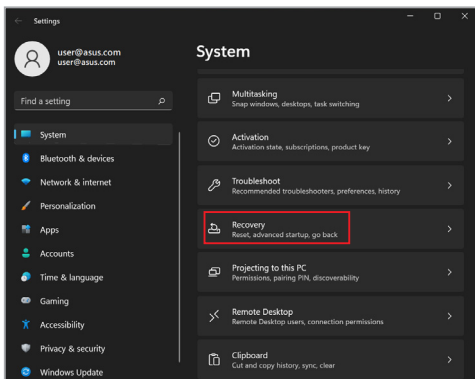 Settings
user@asus.com
user@asus.com
Find a setting
System
Bluetooth & devices
Network & internet
Personalization
Apps
Accounts
Time & language
Gaming
Accessibility
Privacy & security
Windows Update
System
Multitasking
Snap windows, desktops, task switching
Activation
Activation state, subscriptions, product key
Troubleshoot
Recommended troubleshooters, preferences, history
Recovery
Reset, advanced startup, go back
Projecting to this PC
Permissions, pairing PIN, discoverability
Remote Desktop
Remote Desktop users, connection permissions
Clipboard
Cut and copy history, sync, clear